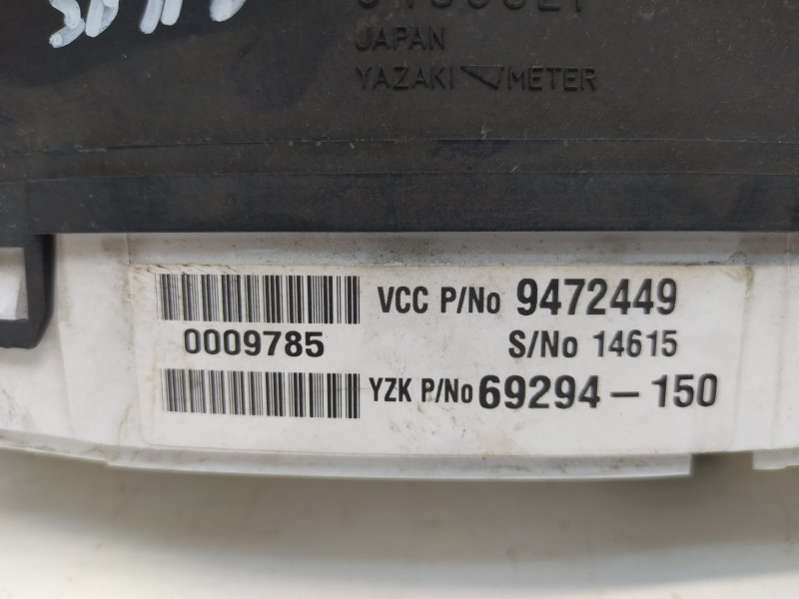 JAPAN
YAZAKI METER
VCC P/No 9472449
0009785 S/No 14615
YZK P/No 69294-150